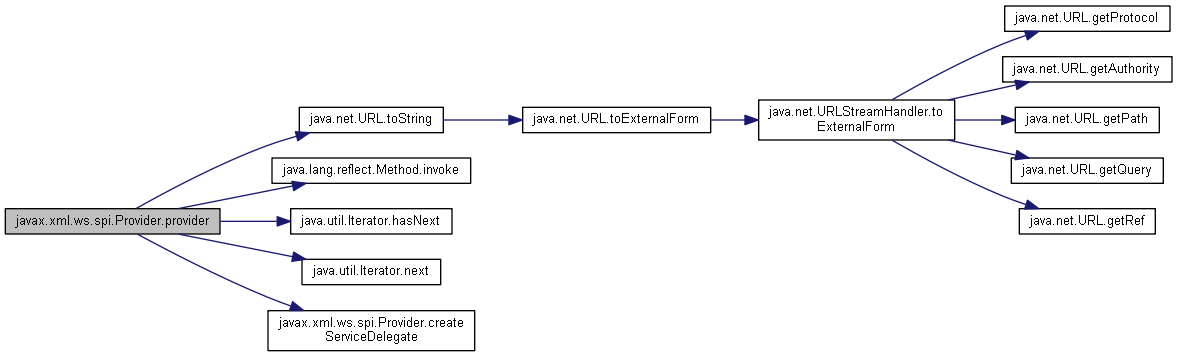 java.net.URL.getProtocol
java.net.URL.getAuthority
java.net.URL.toString
java.net.URL.toExternalForm
java.net.URLStreamHandler.to
ExternalForm
java.net.URL.getPath
java.lang.reflect.Method.invoke
java.net.URL.getQuery
javax.xml.ws.spi.Provider.provider
java.util.Iterator.hasNext
java.net.URL.getRef
java.util.Iterator.next
javax.xml.ws.spi.Provider.create
ServiceDelegate